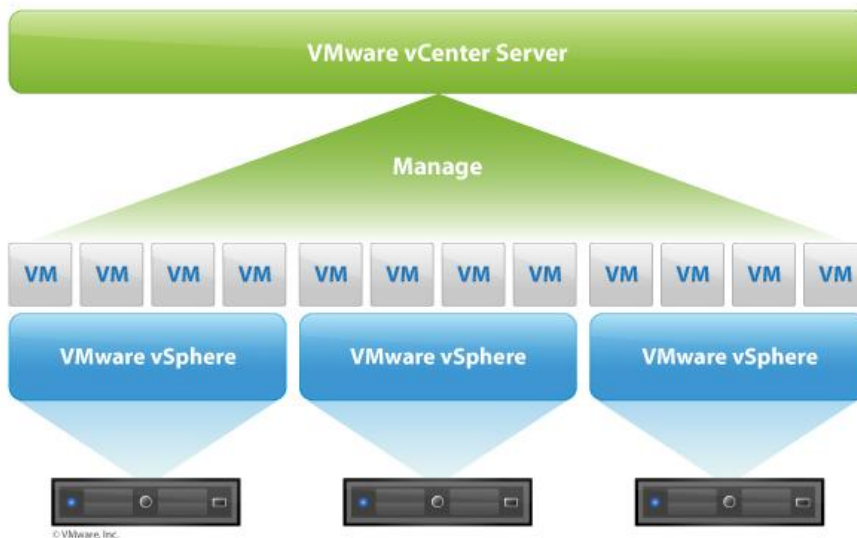 VMware vCenter Server
Manage
VM VM VM VM VM VM VM VM VM VM VM VM
VMware vSphere VMware vSphere VMware vSphere
© VMware, Inc.